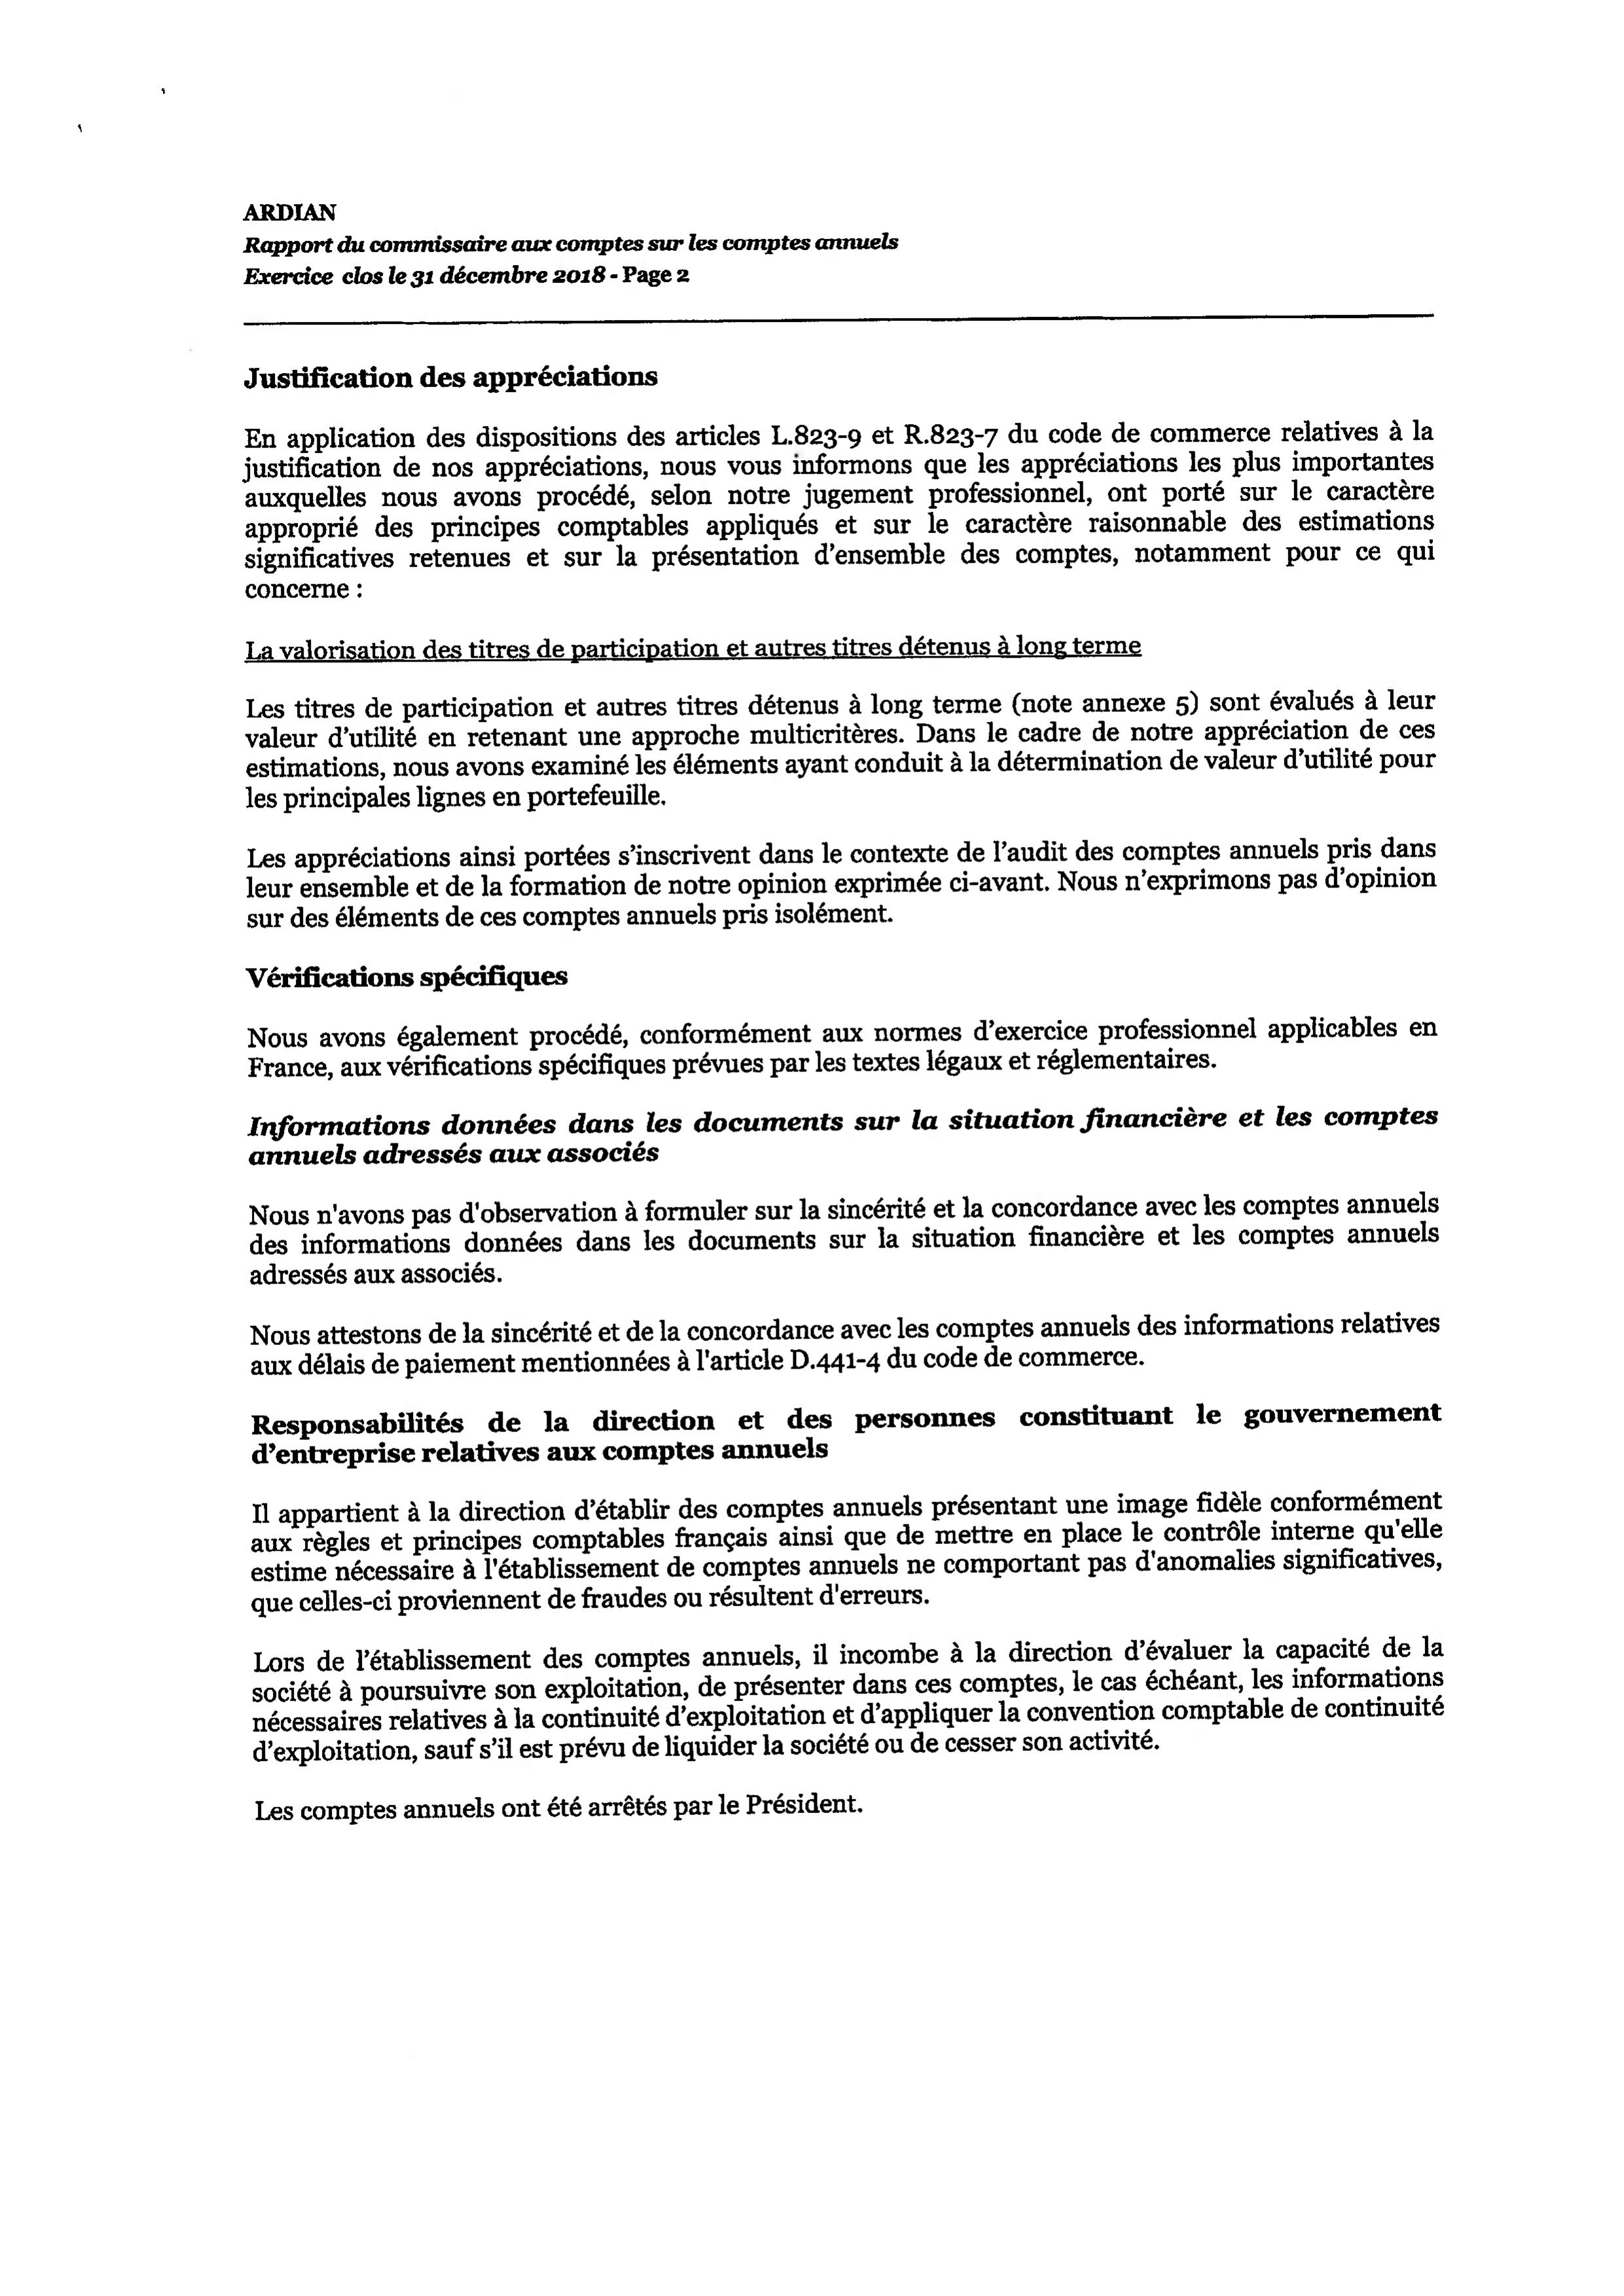 ARDIAN
Rapport du commissaire aux comptes sur les comptes annuels
Exercice clos le 31 décembre 2018 - Page 2
Justification des appréciations
En application des dispositions des articles L.823-9 et R.823-7 du code de commerce relatives à la
justification de nos appréciations, nous vous informons que les appréciations les plus importantes
auxquelles nous avons procédé, selon notre jugement professionnel, ont porté sur le caractère
approprié des principes comptables appliqués et sur le caractère raisonnable des estimations
significatives retenues et sur la présentation d'ensemble des comptes, notamment pour ce qui
concerne :
La valorisation des titres de participation et autres titres détenus à long terme
Les titres de participation et autres titres détenus à long terme (note annexe 5) sont évalués à leur
valeur d'utilité en retenant une approche multicritères. Dans le cadre de notre appréciation de ces
estimations, nous avons examiné les éléments ayant conduit à la détermination de valeur d'utilité pour
les principales lignes en portefeuille.
Les appréciations ainsi portées s'inscrivent dans le contexte de l'audit des comptes annuels pris dans
leur ensemble et de la formation de notre opinion exprimée ci-avant. Nous n'exprimons pas d'opinion
sur des éléments de ces comptes annuels pris isolément.
Vérifications spécifiques
Nous avons également procédé, conformément aux normes d'exercice professionnel applicables en
France, aux vérifications spécifiques prévues par les textes légaux et réglementaires.
Informations données dans les documents sur la situation financière et les comptes
annuels adressés aux associés
Nous n'avons pas d'observation à formuler sur la sincérité et la concordance avec les comptes annuels
des informations données dans les documents sur la situation financière et les comptes annuels
adressés aux associés.
Nous attestons de la sincérité et de la concordance avec les comptes annuels des informations relatives
aux délais de paiement mentionnées à l'article D.441-4 du code de commerce.
Responsabilités de la direction et des personnes constituant le gouvernement
d'entreprise relatives aux comptes annuels
Il appartient à la direction d'établir des comptes annuels présentant une image fidèle conformément
aux règles et principes comptables français ainsi que de mettre en place le contrôle interne qu'elle
estime nécessaire à l'établissement de comptes annuels ne comportant pas d'anomalies significatives,
que celles-ci proviennent de fraudes ou résultent d'erreurs.
Lors de l'établissement des comptes annuels, il incombe à la direction d'évaluer la capacité de la
société à poursuivre son exploitation, de présenter dans ces comptes, le cas échéant, les informations
nécessaires relatives à la continuité d'exploitation et d'appliquer la convention comptable de continuité
d'exploitation, sauf s'il est prévu de liquider la société ou de cesser son activité.
Les comptes annuels ont été arrêtés par le Président.